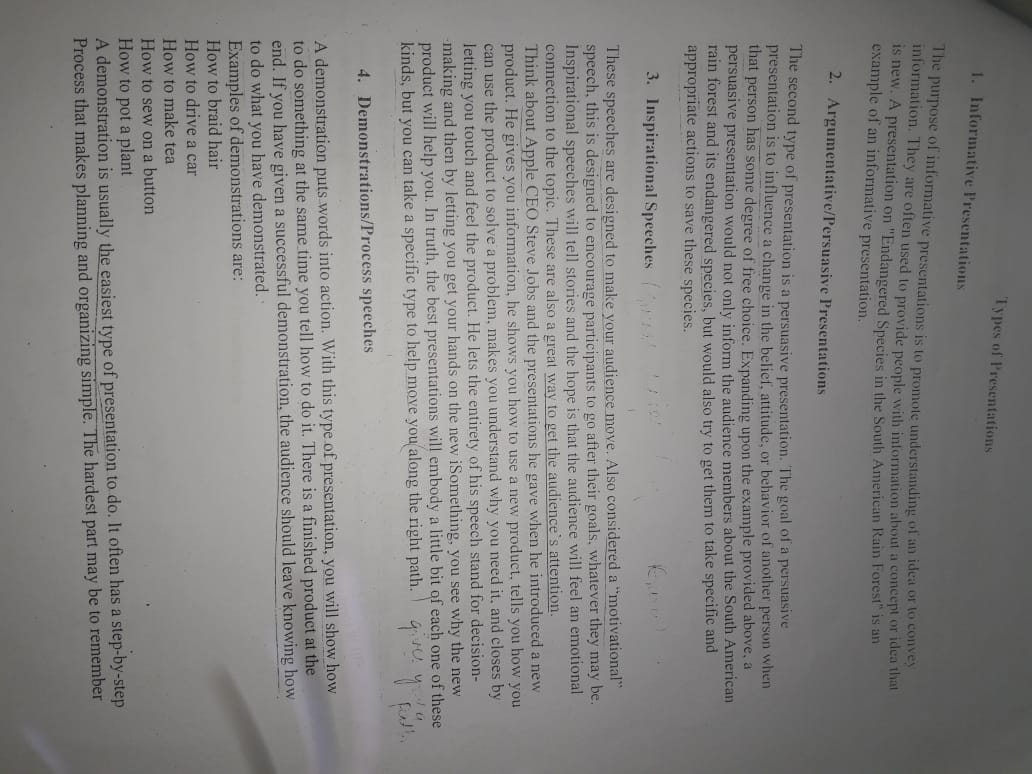 Types of Presentations
1. Informative Presentations
The purpose of informative presentations is to promote understanding of an idea or to convey
information. They are often used to provide people with information about a concept or idea that
is new. A presentation on "Endangered Species in the South American Rain Forest" is an
example of an informative presentation.
2. Argumentative/Persuasive Presentations
The second type of presentation is a persuasive presentation. The goal of a persuasive
presentation is to influence a change in the belief, attitude, or behavior of another person when
that person has some degree of free choice. Expanding upon the example provided above, a
persuasive presentation would not only inform the audience members about the South American
rain forest and its endangered species, but would also try to get them to take specific and
appropriate actions to save these species.
3. Inspirational Speeches
These speeches are designed to make your audience move. Also considered a “motivational”
speech, this is designed to encourage participants to go after their goals, whatever they may be.
Inspirational speeches will tell stories and the hope is that the audience will feel an emotional
connection to the topic. These are also a great way to get the audience`s attention.
Think about Apple CEO Steve Jobs and the presentations he gave when he introduced a new
product. He gives you information, he shows you how to use a new product, tells you how you
can use the product to solve a problem, makes you understand why you need it, and closes by
letting you touch and feel the product. He lets the entirety of his speech stand for decision-
making and then by letting you get your hands on the new iSomething, you see why the new
product will help you. In truth, the best presentations will embody a little bit of each one of these
kinds, but you can take a specific type to help move you along the right path. gives you a
path.
4. Demonstrations/Process speeches
A demonstration puts words into action. With this type of presentation, you will show how
to do something at the same time you tell how to do it. There is a finished product at the
end. If you have given a successful demonstration, the audience should leave knowing how
to do what you have demonstrated.
Examples of demonstrations are:
How to braid hair
How to drive a car
How to make tea
How to sew on a button
How to pot a plant
A demonstration is usually the easiest type of presentation to do. It often has a step-by-step
Process that makes planning and organizing simple. The hardest part may be to remember